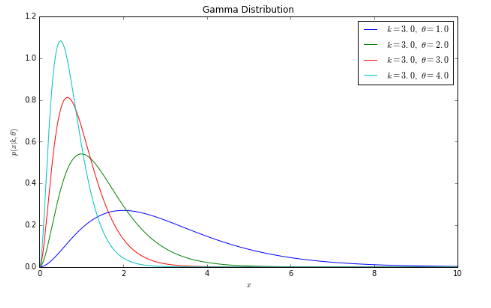 Gamma Distribution
1.2
1.0
0.8
0.6
0.4
0.2
0.0
p(x|k,θ)
k=3.0, θ=1.0
k=3.0, θ=2.0
k=3.0, θ=3.0
k=3.0, θ=4.0
0 2 4 6 8 10
x